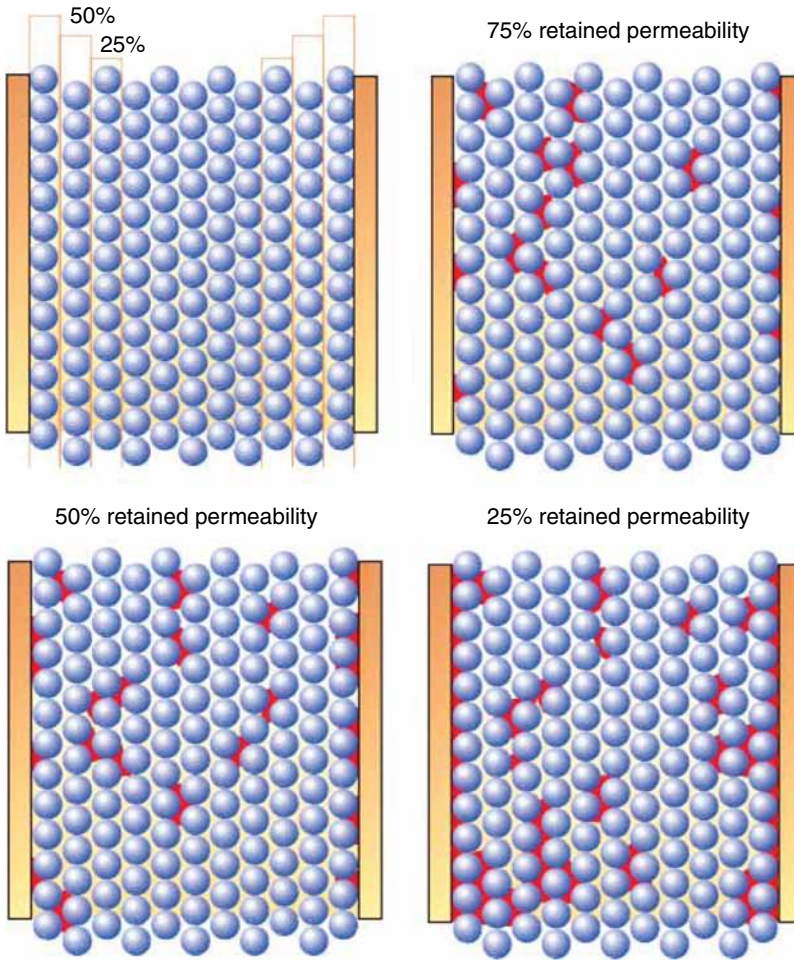 50%
25%
75% retained permeability
50% retained permeability
25% retained permeability